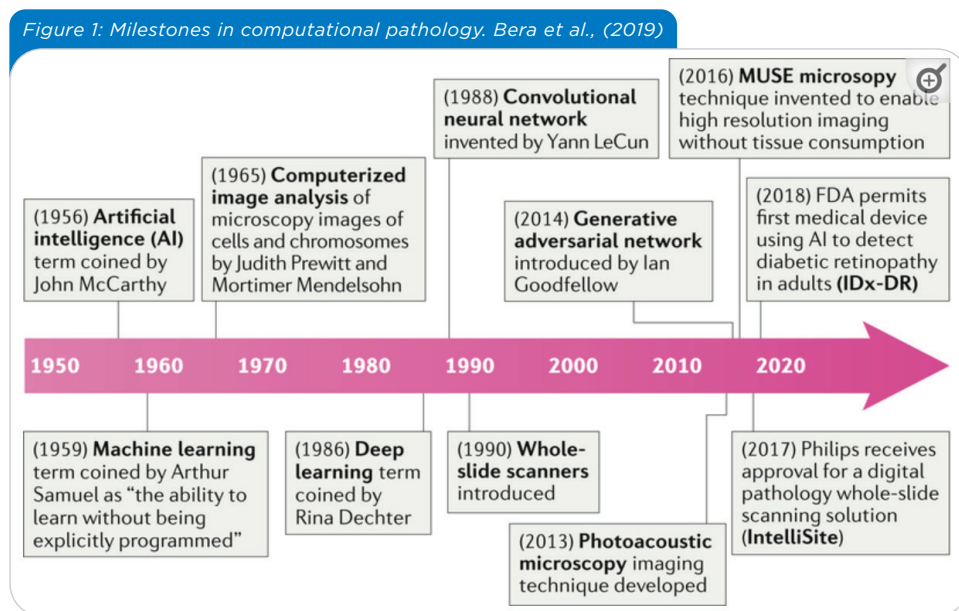 Figure 1: Milestones in computational pathology. Bera et al., (2019)
(1956) Artificial
intelligence (AI)
term coined by
John McCarthy
(1965) Computerized
image analysis of
microscopy images of
cells and chromosomes
by Judith Prewitt and
Mortimer Mendelsohn
(1988) Convolutional
neural network
invented by Yann LeCun
(2014) Generative
adversarial network
introduced by Ian
Goodfellow
(2016) MUSE microsopy
technique invented to enable
high resolution imaging
without tissue consumption
(2018) FDA permits
first medical device
using AI to detect
diabetic retinopathy
in adults (IDx-DR)
1950 1960 1970 1980 1990 2000 2010 2020
(1959) Machine learning
term coined by Arthur
Samuel as “the ability to
learn without being
explicitly programmed”
(1986) Deep
learning term
coined by
Rina Dechter
(1990) Whole-
slide scanners
introduced
(2013) Photoacoustic
microscopy imaging
technique developed
(2017) Philips receives
approval for a digital
pathology whole-slide
scanning solution
(IntelliSite)